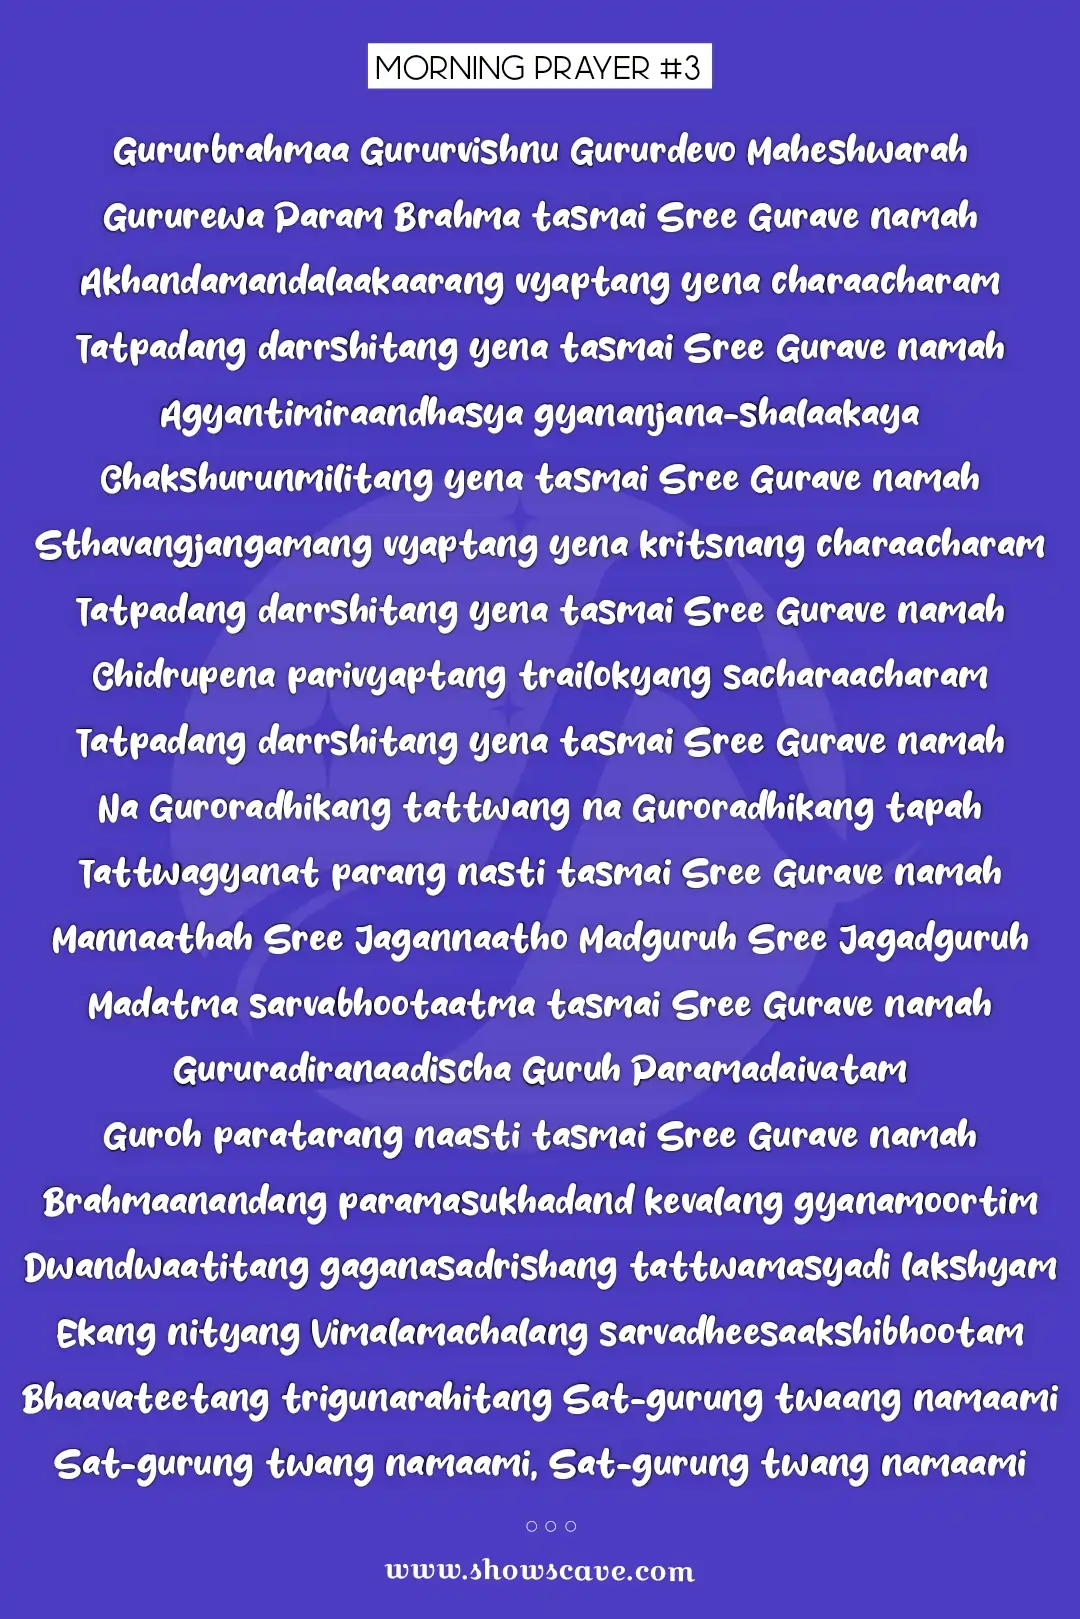 MORNING PRAYER #3
Gururbrahmaa Gururvishnu Gururdevo Maheshwarah
Gururewa Param Brahma tasmai Sree Gurave namah
Akhandamandalaakaarang vyaptang yena charaacharam
Tatpadang darrshitang yena tasmai Sree Gurave namah
Agyantimiraandhasya gyananjana-shalaakaya
Chakshurunmilitang yena tasmai Sree Gurave namah
Sthavangjangamang vyaptang yena kritsnang charaacharam
Tatpadang darrshitang yena tasmai Sree Gurave namah
Chidrupena parivyaptang trailokyang sacharaacharam
Tatpadang darrshitang yena tasmai Sree Gurave namah
Na Guroradhikang tattwang na Guroradhikang tapah
Tattwagyanat parang nasti tasmai Sree Gurave namah
Mannaathah Sree Jagannaatho Madguruh Sree Jagadguruh
Madatma sarvabhootaatma tasmai Sree Gurave namah
Gururadiranaadischa Guruh Paramadaivatam
Guroh paratarang naasti tasmai Sree Gurave namah
Brahmaanandang paramasukhadand kevalang gyanamoortim
Dwandwaatitang gaganasadrishang tattwamasyadi lakshyam
Ekang nityang Vimalamachalang sarvadheesaakshibhootam
Bhaavateetang trigunarahitang Sat-gurung twaang namaami
Sat-gurung twang namaami, Sat-gurung twang namaami
www.showscave.com